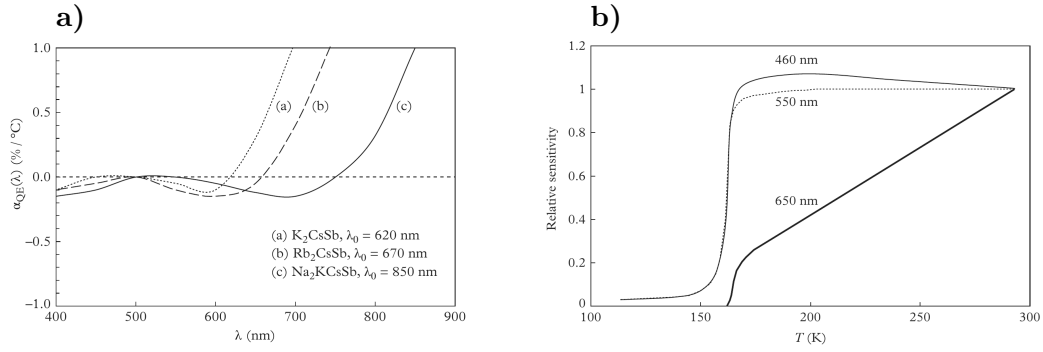 a)
1.0
0.5
0.0
−0.5
−1.0
α_QE(λ) (% / °C)
(a)
(b)
(c)
(a) K₂CsSb, λ₀ = 620 nm
(b) Rb₂CsSb, λ₀ = 670 nm
(c) Na₂KCsSb, λ₀ = 850 nm
400 500 600 700 800 900
λ (nm)
b)
1.2
1.0
0.8
0.6
0.4
0.2
0
Relative sensitivity
460 nm
550 nm
650 nm
100 150 200 250 300
T (K)